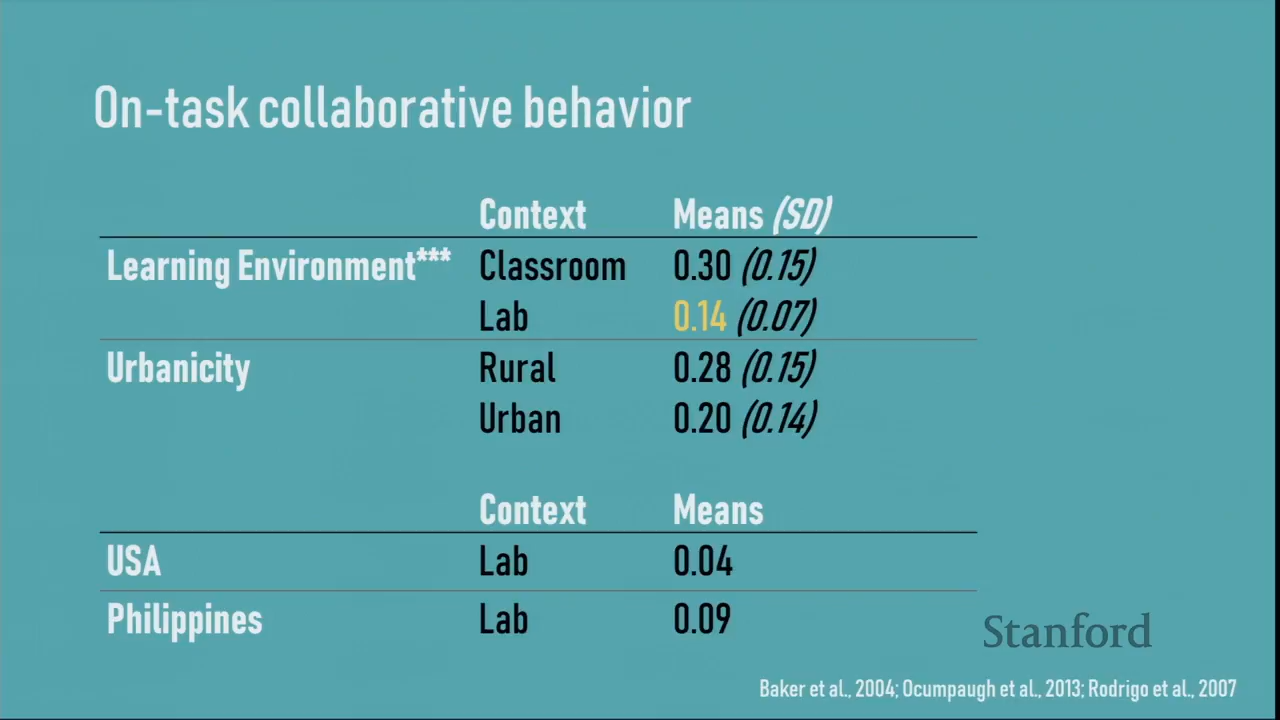 On-task collaborative behavior
Context Means (SD)
Learning Environment*** Classroom 0.30 (0.15)
Lab 0.14 (0.07)
Urbanicity Rural 0.28 (0.15)
Urban 0.20 (0.14)
Context Means
USA Lab 0.04
Philippines Lab 0.09
Stanford
Baker et al., 2004; Ocumpaugh et al., 2013; Rodrigo et al., 2007